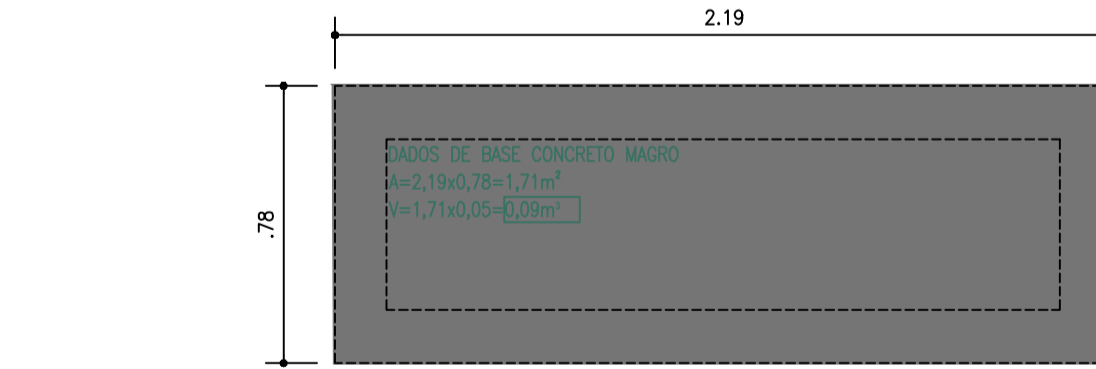 2.19
DADOS DE BASE CONCRETO MAGRO
A=2,19x0,78=1,71m²
V=1,71x0,05=0,09m³
.78